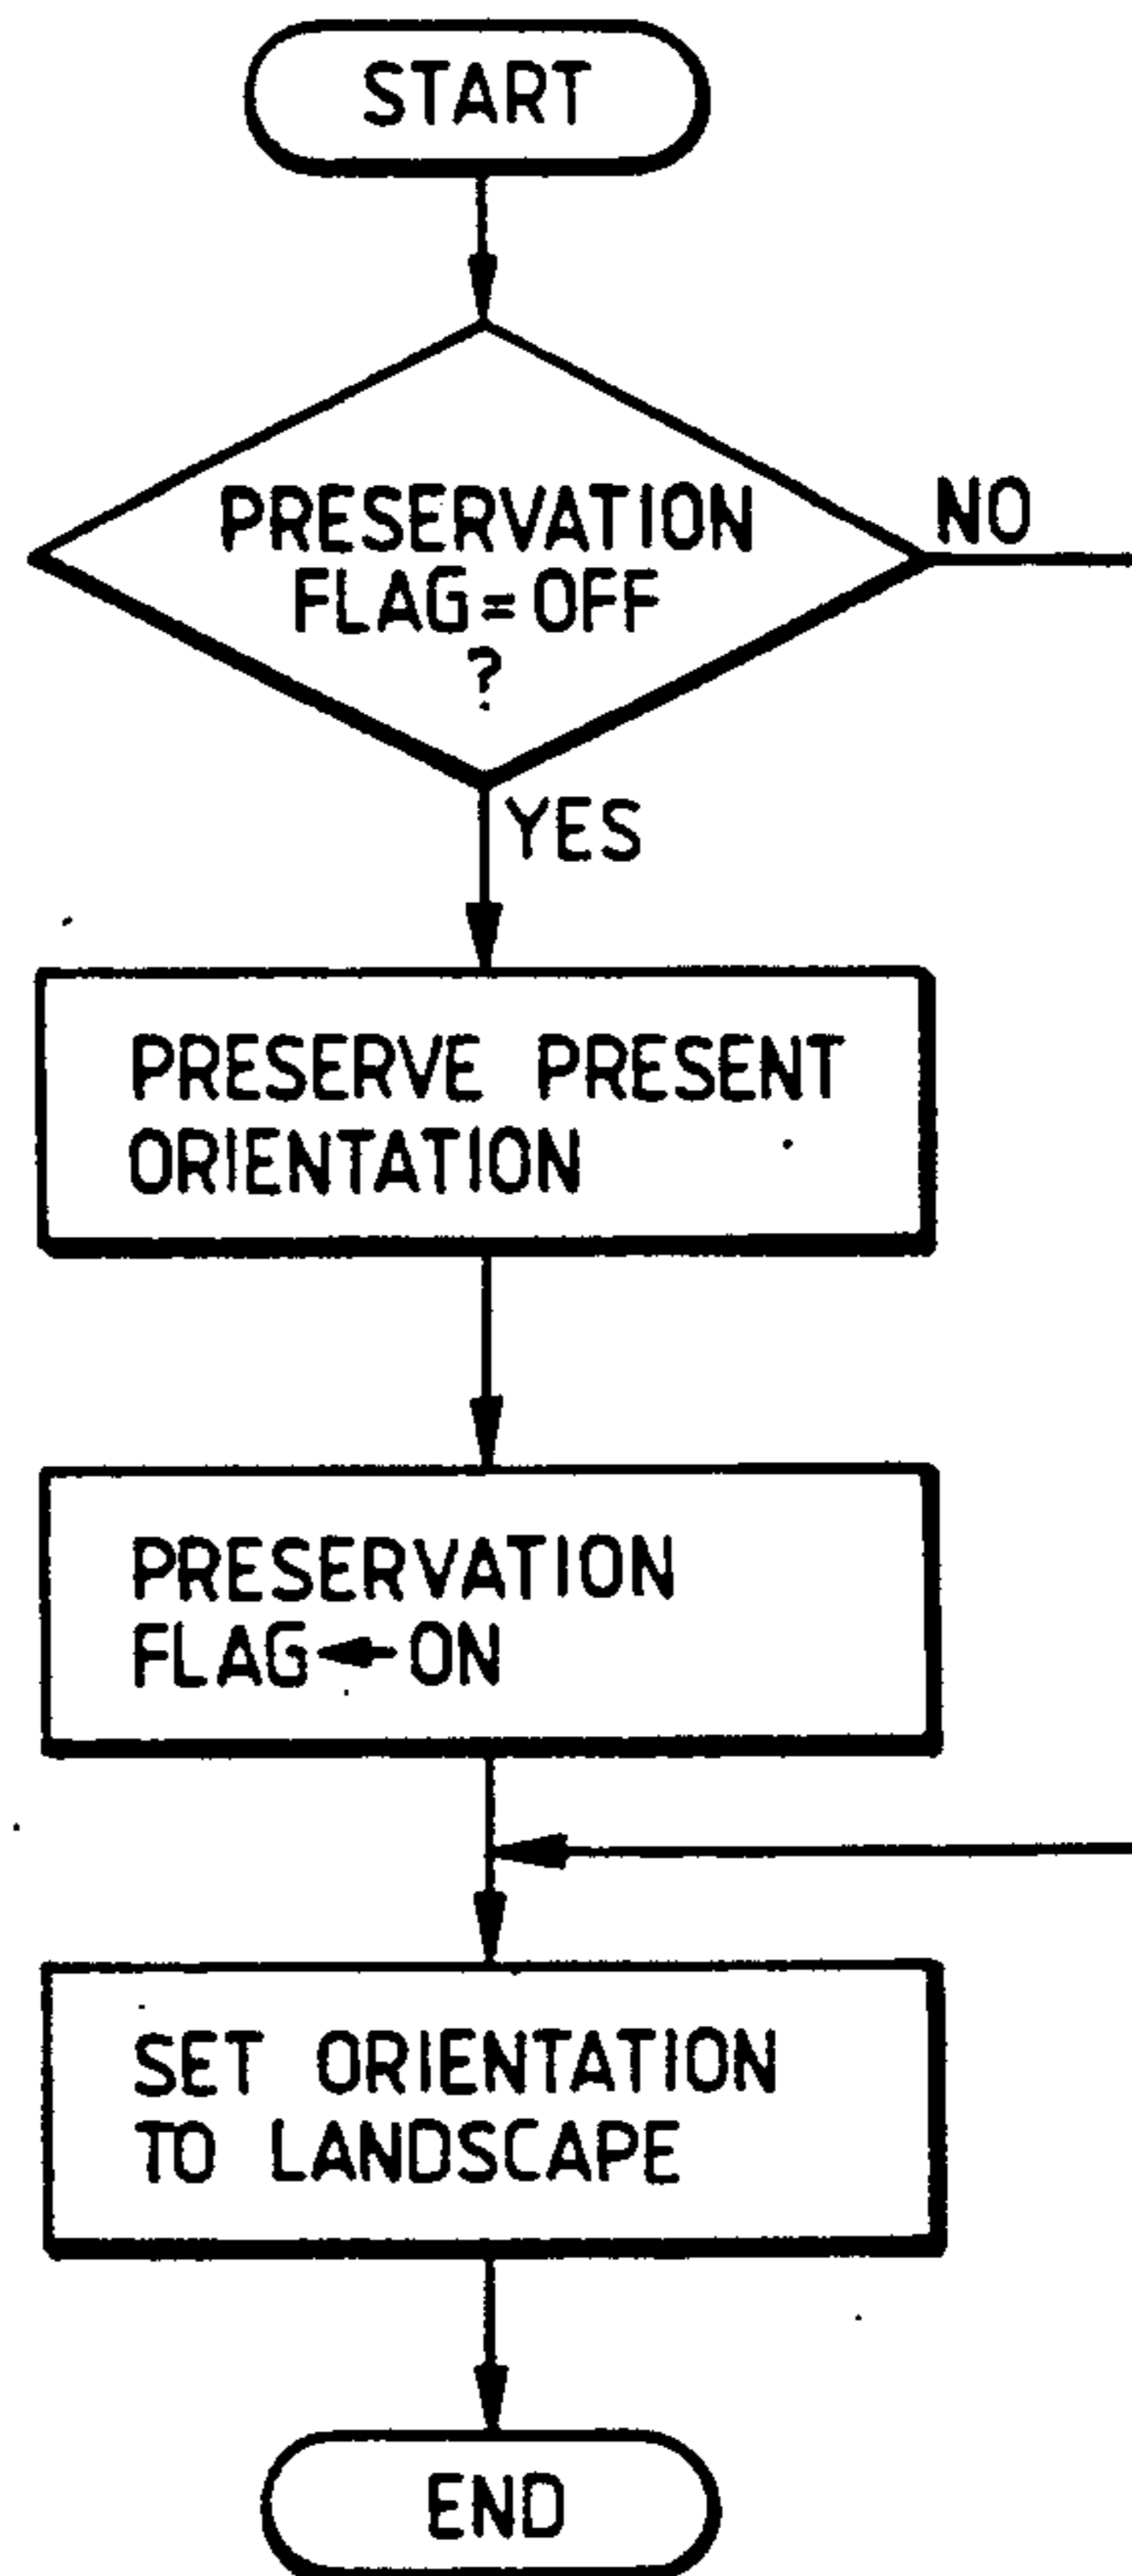 START
PRESERVATION
FLAG=OFF
?
NO
YES
PRESERVE PRESENT
ORIENTATION
PRESERVATION
FLAG←ON
SET ORIENTATION
TO LANDSCAPE
END